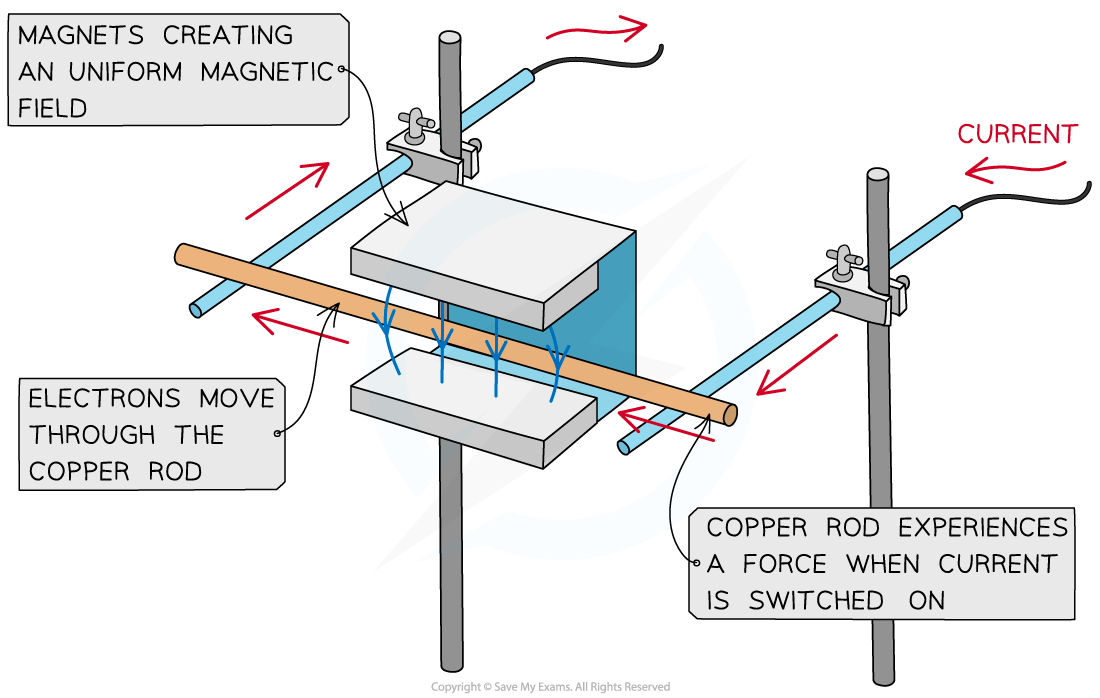 MAGNETS CREATING
AN UNIFORM MAGNETIC
FIELD
CURRENT
ELECTRONS MOVE
THROUGH THE
COPPER ROD
COPPER ROD EXPERIENCES
A FORCE WHEN CURRENT
IS SWITCHED ON
Copyright © Save My Exams. All Rights Reserved